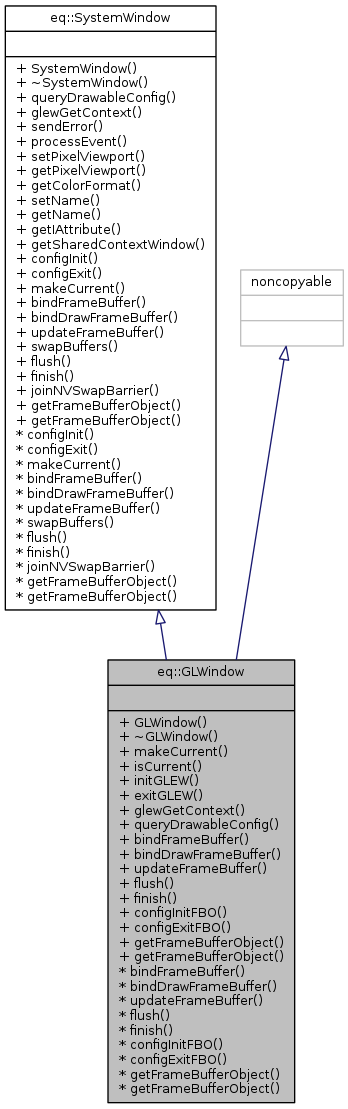 eq::SystemWindow
+ SystemWindow()
+ ~SystemWindow()
+ queryDrawableConfig()
+ glewGetContext()
+ sendError()
+ processEvent()
+ setPixelViewport()
+ getPixelViewport()
+ getColorFormat()
+ setName()
+ getName()
+ getIAttribute()
+ getSharedContextWindow()
+ configInit()
+ configExit()
+ makeCurrent()
+ bindFrameBuffer()
+ bindDrawFrameBuffer()
+ updateFrameBuffer()
+ swapBuffers()
+ flush()
+ finish()
+ joinNVSwapBarrier()
+ getFrameBufferObject()
+ getFrameBufferObject()
* configInit()
* configExit()
* makeCurrent()
* bindFrameBuffer()
* bindDrawFrameBuffer()
* updateFrameBuffer()
* swapBuffers()
* flush()
* finish()
* joinNVSwapBarrier()
* getFrameBufferObject()
* getFrameBufferObject()
noncopyable
eq::GLWindow
+ GLWindow()
+ ~GLWindow()
+ makeCurrent()
+ isCurrent()
+ initGLEW()
+ exitGLEW()
+ glewGetContext()
+ queryDrawableConfig()
+ bindFrameBuffer()
+ bindDrawFrameBuffer()
+ updateFrameBuffer()
+ flush()
+ finish()
+ configInitFBO()
+ configExitFBO()
+ getFrameBufferObject()
+ getFrameBufferObject()
* bindFrameBuffer()
* bindDrawFrameBuffer()
* updateFrameBuffer()
* flush()
* finish()
* configInitFBO()
* configExitFBO()
* getFrameBufferObject()
* getFrameBufferObject()